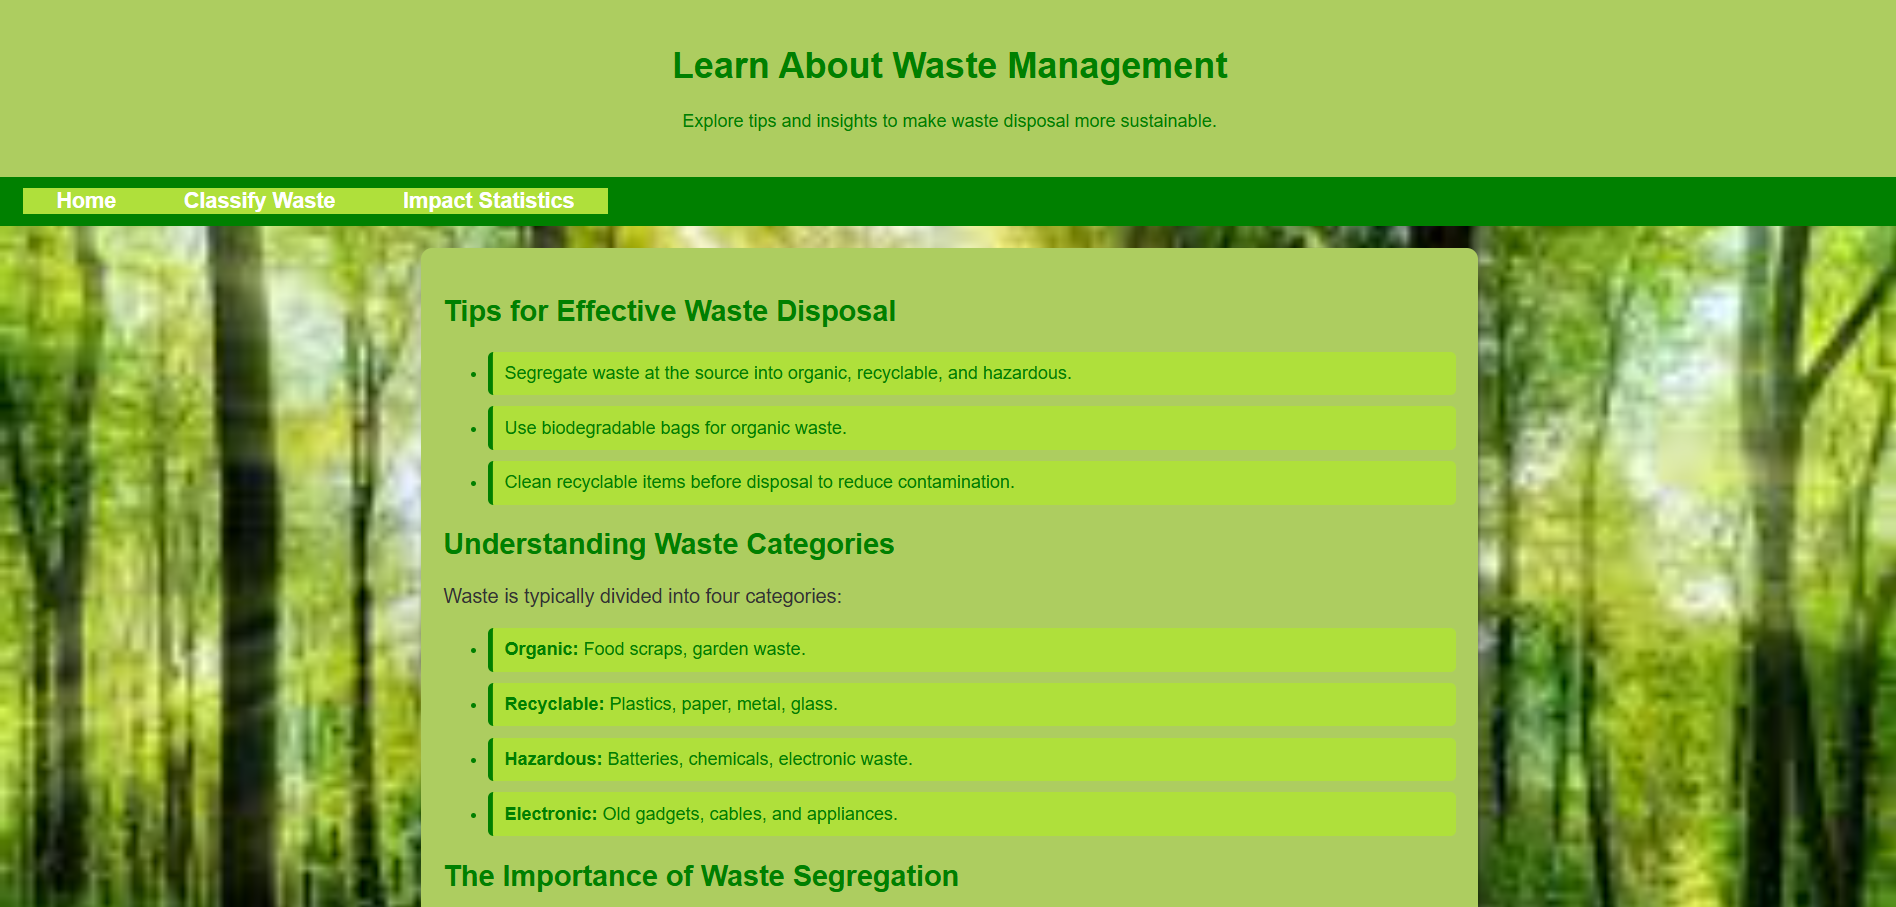 Learn About Waste Management
Explore tips and insights to make waste disposal more sustainable.
Home Classify Waste Impact Statistics
Tips for Effective Waste Disposal
• Segregate waste at the source into organic, recyclable, and hazardous.
• Use biodegradable bags for organic waste.
• Clean recyclable items before disposal to reduce contamination.
Understanding Waste Categories
Waste is typically divided into four categories:
• Organic: Food scraps, garden waste.
• Recyclable: Plastics, paper, metal, glass.
• Hazardous: Batteries, chemicals, electronic waste.
• Electronic: Old gadgets, cables, and appliances.
The Importance of Waste Segregation